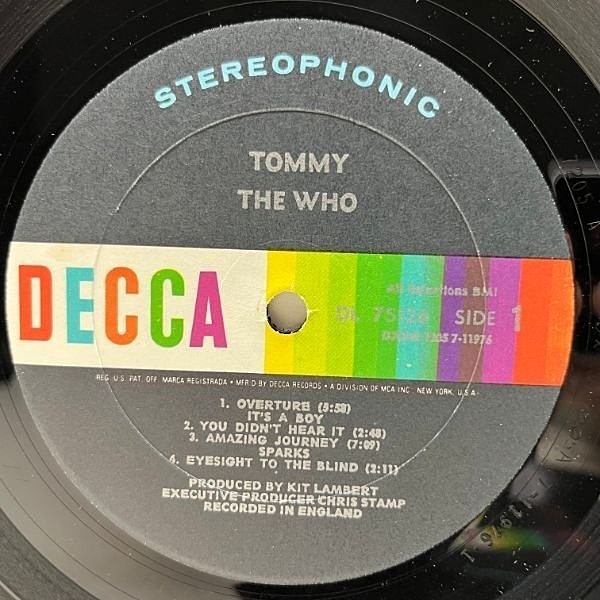 STEREOPHONIC
TOMMY
THE WHO
DECCA
All Selections BMI
SIDE 1
7-11976
REG. U.S. PAT. OFF. MARCA REGISTRADA • MFR'D BY DECCA RECORDS • A DIVISION OF MCA INC. NEW YORK, U.S.A.
1. OVERTURE (5:58)
IT'S A BOY
2. YOU DIDN'T HEAR IT (2:48)
3. AMAZING JOURNEY (7:09)
SPARKS
4. EYESIGHT TO THE BLIND (2:11)
PRODUCED BY KIT LAMBERT
EXECUTIVE PRODUCER CHRIS STAMP
RECORDED IN ENGLAND